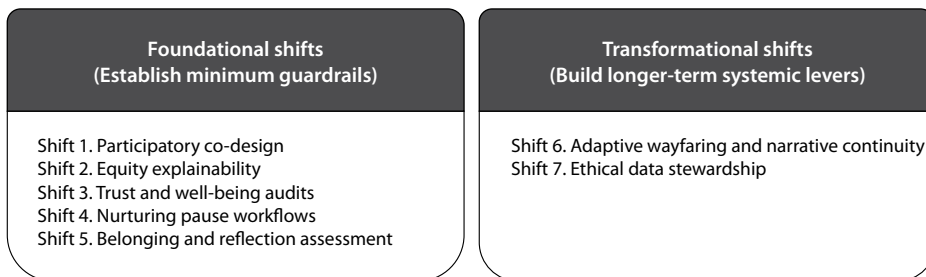 Foundational shifts
(Establish minimum guardrails)
Shift 1. Participatory co-design
Shift 2. Equity explainability
Shift 3. Trust and well-being audits
Shift 4. Nurturing pause workflows
Shift 5. Belonging and reflection assessment
Transformational shifts
(Build longer-term systemic levers)
Shift 6. Adaptive wayfaring and narrative continuity
Shift 7. Ethical data stewardship